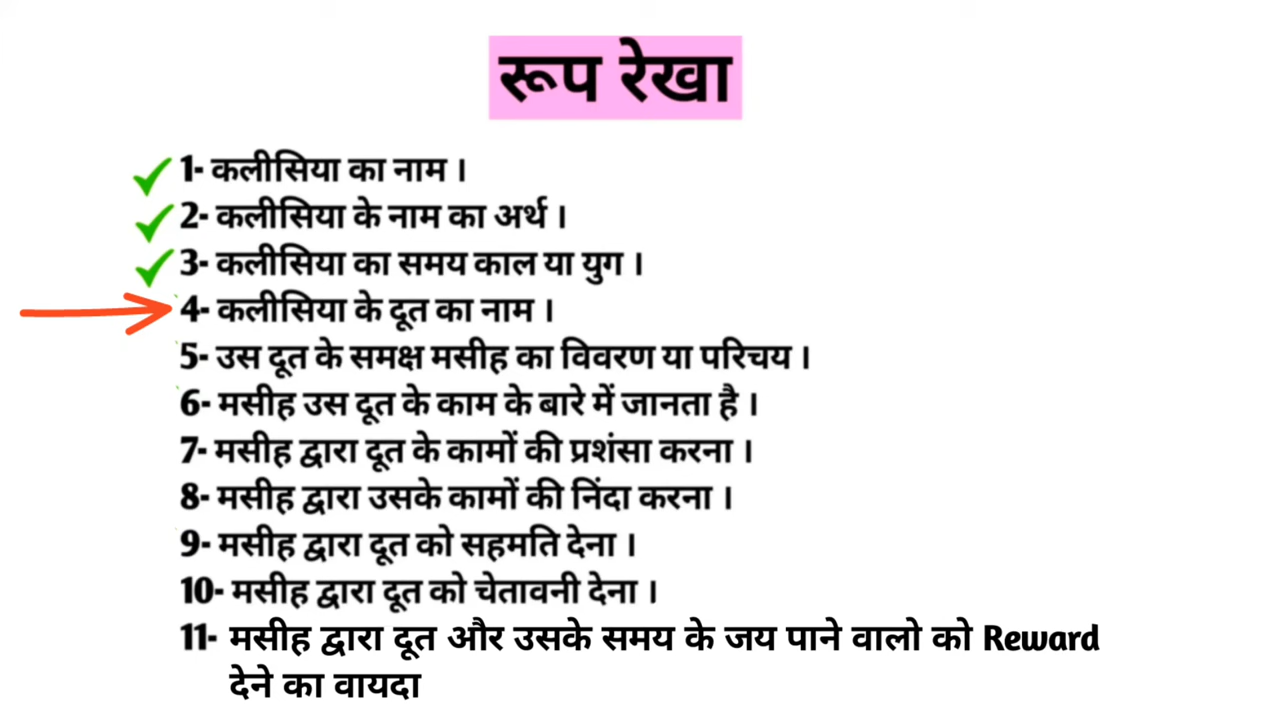 रूप रेखा
1- कलीसिया का नाम ।
2- कलीसिया के नाम का अर्थ ।
3- कलीसिया का समय काल या युग ।
4- कलीसिया के दूत का नाम ।
5- उस दूत के समक्ष मसीह का विवरण या परिचय ।
6- मसीह उस दूत के काम के बारे में जानता है ।
7- मसीह द्वारा दूत के कामों की प्रशंसा करना ।
8- मसीह द्वारा उसके कामों की निंदा करना ।
9- मसीह द्वारा दूत को सहमति देना ।
10- मसीह द्वारा दूत को चेतावनी देना ।
11- मसीह द्वारा दूत और उसके समय के जय पाने वालो को Reward
देने का वायदा